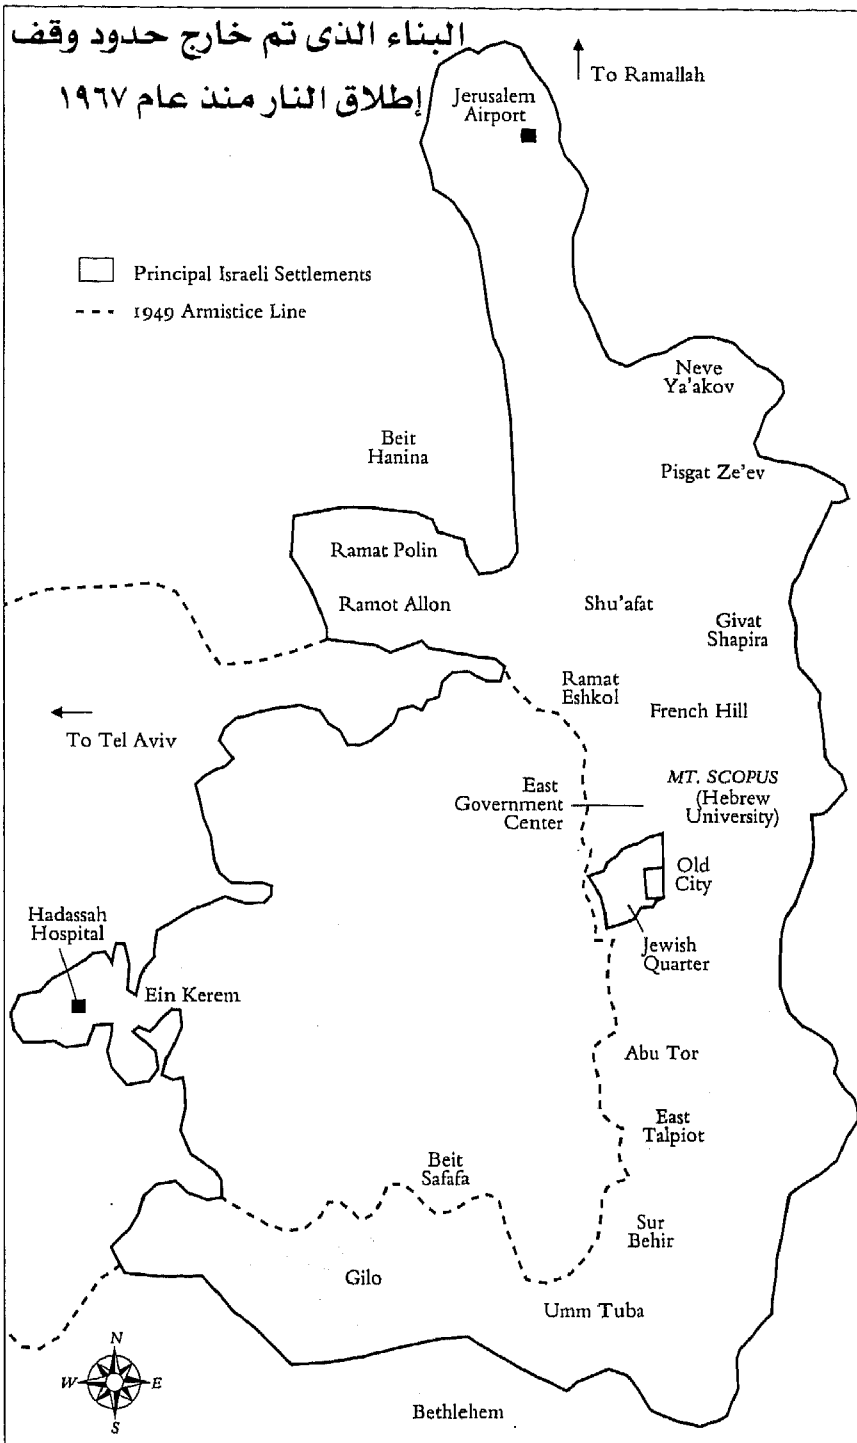 البناء الذى تم خارج حدود وقف
إطلاق النار منذ عام ١٩٦٧
To Ramallah
Jerusalem
Airport
Principal Israeli Settlements
1949 Armistice Line
Neve
Ya'akov
Beit
Hanina
Pisgat Ze'ev
Ramat Polin
Ramot Allon
Shu'afat
Givat
Shapira
Ramat
Eshkol
French Hill
To Tel Aviv
MT. SCOPUS
(Hebrew
University)
East
Government
Center
Old
City
Hadassah
Hospital
Jewish
Quarter
Ein Kerem
Abu Tor
East
Talpiot
Beit
Safafa
Sur
Behir
Gilo
Umm Tuba
N
W
E
S
Bethlehem